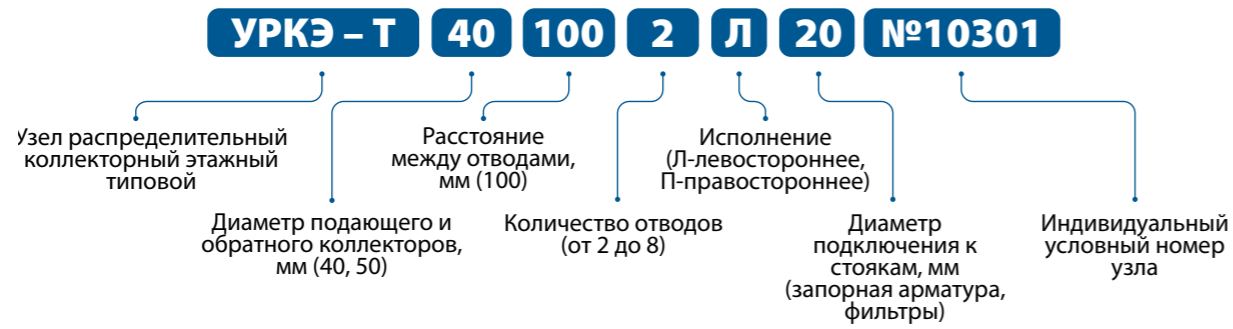 УРКЭ – Т 40 100 2 Л 20 №10301
Узел распределительный
коллекторный этажный
типовой
Расстояние
между отводами,
мм (100)
Исполнение
(Л-левостороннее,
П-правостороннее)
Диаметр подающего и
обратного коллекторов,
мм (40, 50)
Количество отводов
(от 2 до 8)
Диаметр
подключения к
стоякам, мм
(запорная арматура,
фильтры)
Индивидуальный
условный номер
узла